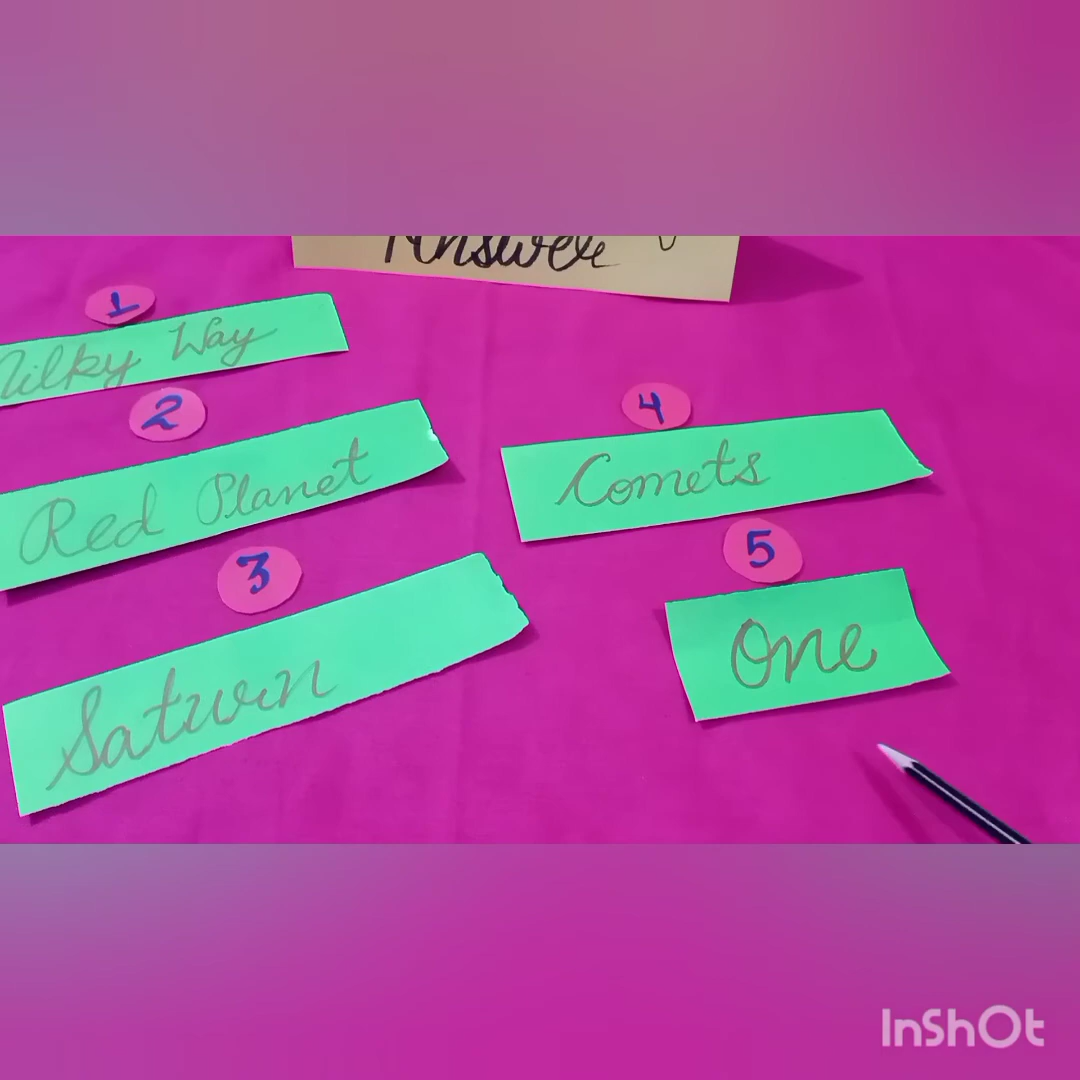 Answer
1
Milky Way
2
Red Planet
3
Saturn
4
Comets
5
One
InShOt